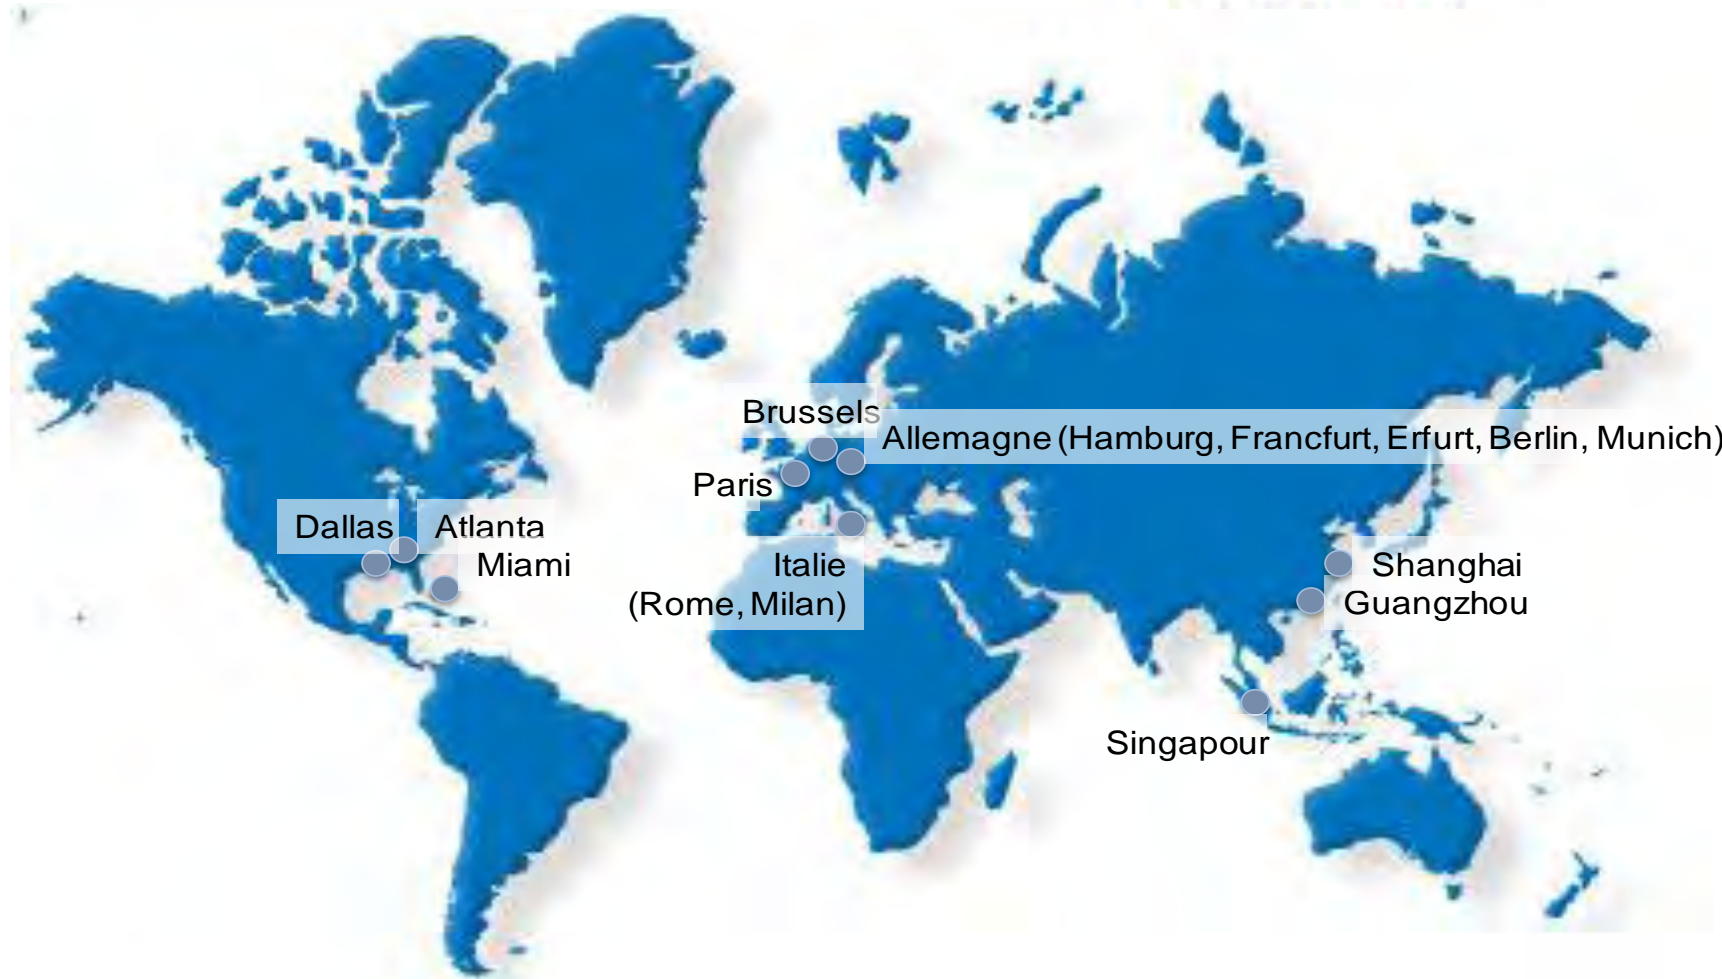 Brussels
Allemagne (Hamburg, Francfurt, Erfurt, Berlin, Munich)
Paris
Dallas
Atlanta
Miami
Italie
(Rome, Milan)
Shanghai
Guangzhou
Singapour